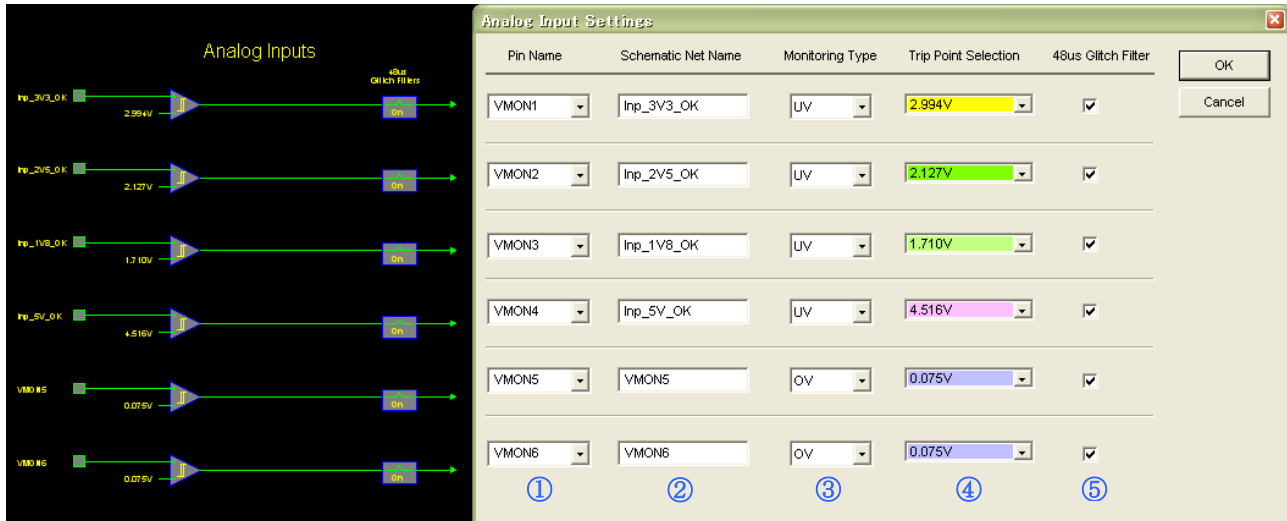 Analog Inputs
48us
Glitch Filters
Inp_3V3_OK
2.994V
On
Inp_2V5_OK
2.127V
On
Inp_1V8_OK
1.710V
On
Inp_5V_OK
4.516V
On
VMON5
0.075V
On
VMON6
0.075V
On
Analog Input Settings
Pin Name Schematic Net Name Monitoring Type Trip Point Selection 48us Glitch Filter
OK
Cancel
VMON1 Inp_3V3_OK UV 2.994V
VMON2 Inp_2V5_OK UV 2.127V
VMON3 Inp_1V8_OK UV 1.710V
VMON4 Inp_5V_OK UV 4.516V
VMON5 VMON5 OV 0.075V
VMON6 VMON6 OV 0.075V
① ② ③ ④ ⑤